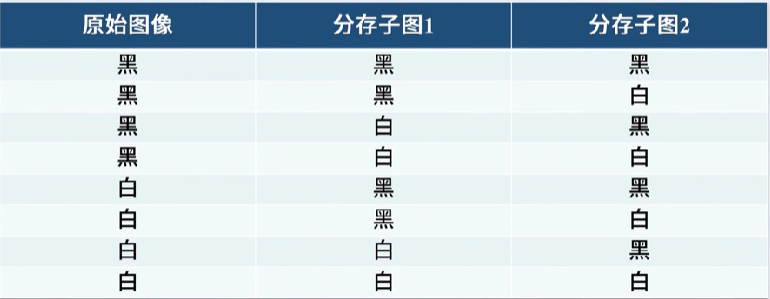 原始图像 分存子图1 分存子图2
黑 黑 黑
黑 黑 白
黑 白 黑
黑 白 白
白 黑 黑
白 黑 白
白 白 黑
白 白 白